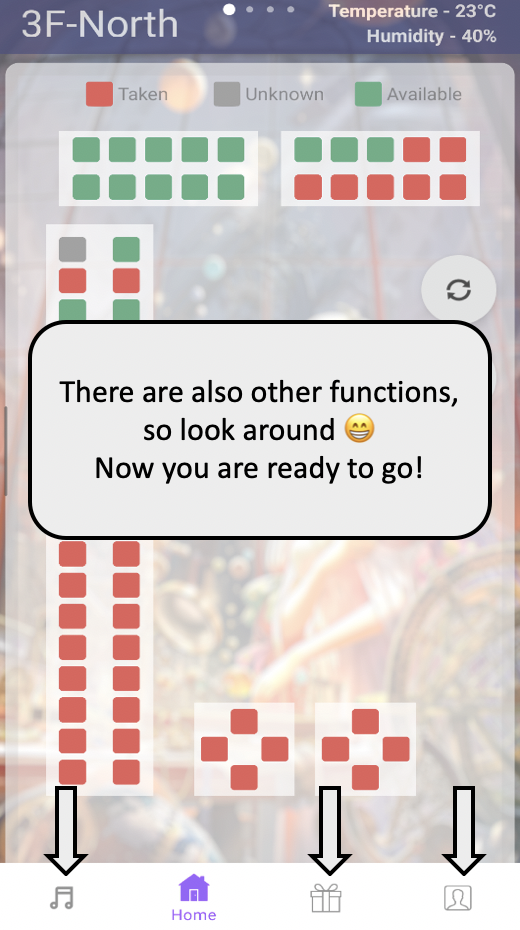 3F-North
Temperature - 23°C
Humidity - 40%
Taken
Unknown
Available
There are also other functions,
so look around 😁
Now you are ready to go!
Home